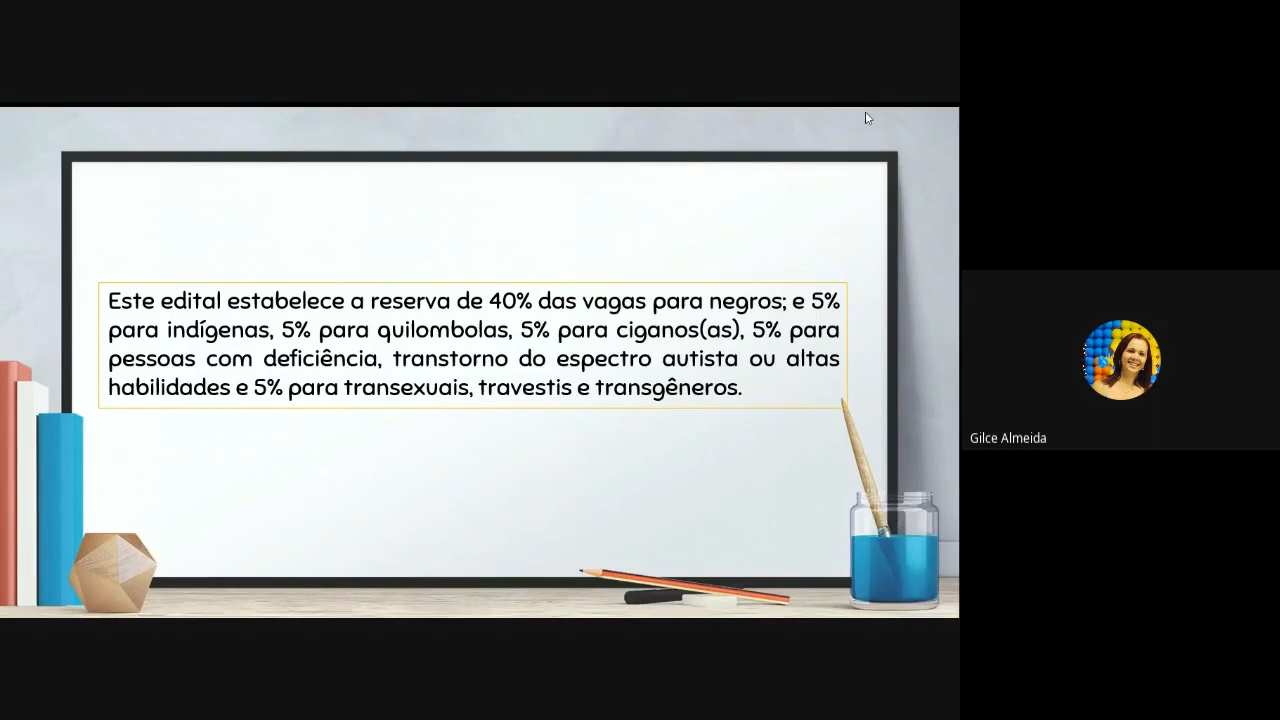 Este edital estabelece a reserva de 40% das vagas para negros; e 5%
para indígenas, 5% para quilombolas, 5% para ciganos(as), 5% para
pessoas com deficiência, transtorno do espectro autista ou altas
habilidades e 5% para transexuais, travestis e transgêneros.
Gilce Almeida